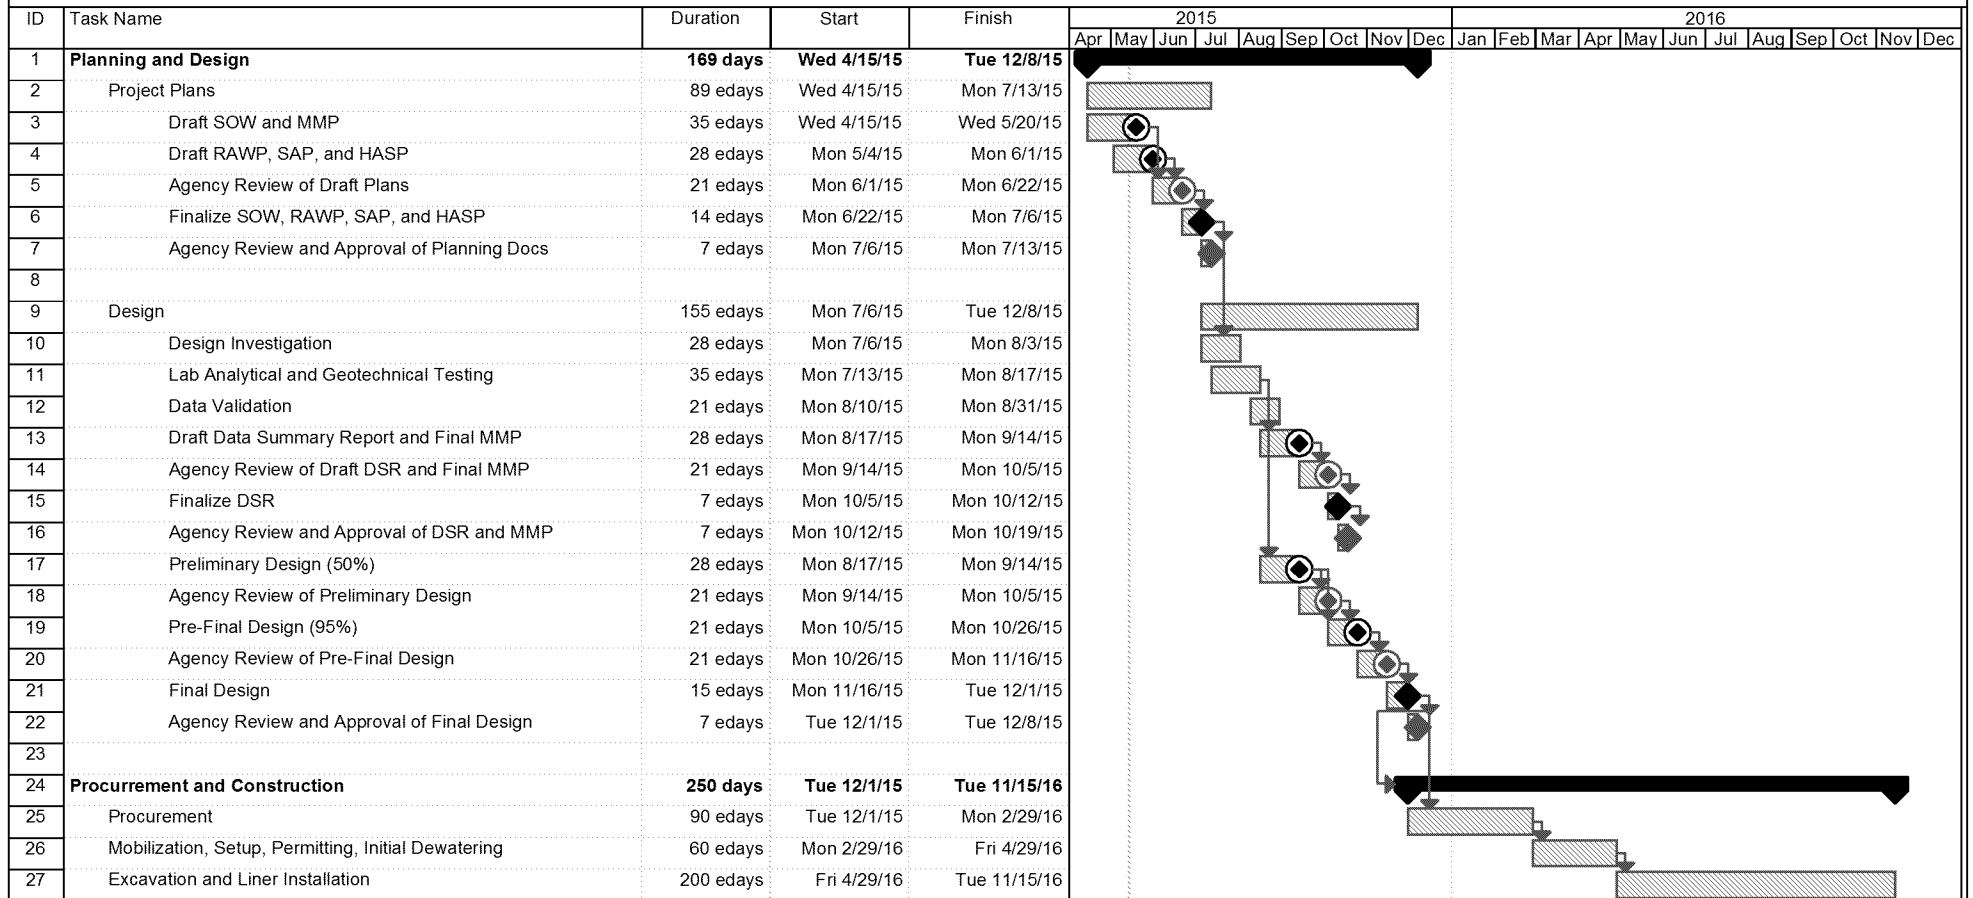 ID Task Name Duration Start Finish 2015 2016
Apr May Jun Jul Aug Sep Oct Nov Dec Jan Feb Mar Apr May Jun Jul Aug Sep Oct Nov Dec
1 Planning and Design 169 days Wed 4/15/15 Tue 12/8/15
2 Project Plans 89 edays Wed 4/15/15 Mon 7/13/15
3 Draft SOW and MMP 35 edays Wed 4/15/15 Wed 5/20/15
4 Draft RAWP, SAP, and HASP 28 edays Mon 5/4/15 Mon 6/1/15
5 Agency Review of Draft Plans 21 edays Mon 6/1/15 Mon 6/22/15
6 Finalize SOW, RAWP, SAP, and HASP 14 edays Mon 6/22/15 Mon 7/6/15
7 Agency Review and Approval of Planning Docs 7 edays Mon 7/6/15 Mon 7/13/15
8
9 Design 155 edays Mon 7/6/15 Tue 12/8/15
10 Design Investigation 28 edays Mon 7/6/15 Mon 8/3/15
11 Lab Analytical and Geotechnical Testing 35 edays Mon 7/13/15 Mon 8/17/15
12 Data Validation 21 edays Mon 8/10/15 Mon 8/31/15
13 Draft Data Summary Report and Final MMP 28 edays Mon 8/17/15 Mon 9/14/15
14 Agency Review of Draft DSR and Final MMP 21 edays Mon 9/14/15 Mon 10/5/15
15 Finalize DSR 7 edays Mon 10/5/15 Mon 10/12/15
16 Agency Review and Approval of DSR and MMP 7 edays Mon 10/12/15 Mon 10/19/15
17 Preliminary Design (50%) 28 edays Mon 8/17/15 Mon 9/14/15
18 Agency Review of Preliminary Design 21 edays Mon 9/14/15 Mon 10/5/15
19 Pre-Final Design (95%) 21 edays Mon 10/5/15 Mon 10/26/15
20 Agency Review of Pre-Final Design 21 edays Mon 10/26/15 Mon 11/16/15
21 Final Design 15 edays Mon 11/16/15 Tue 12/1/15
22 Agency Review and Approval of Final Design 7 edays Tue 12/1/15 Tue 12/8/15
23
24 Procurrement and Construction 250 days Tue 12/1/15 Tue 11/15/16
25 Procurement 90 edays Tue 12/1/15 Mon 2/29/16
26 Mobilization, Setup, Permitting, Initial Dewatering 60 edays Mon 2/29/16 Fri 4/29/16
27 Excavation and Liner Installation 200 edays Fri 4/29/16 Tue 11/15/16